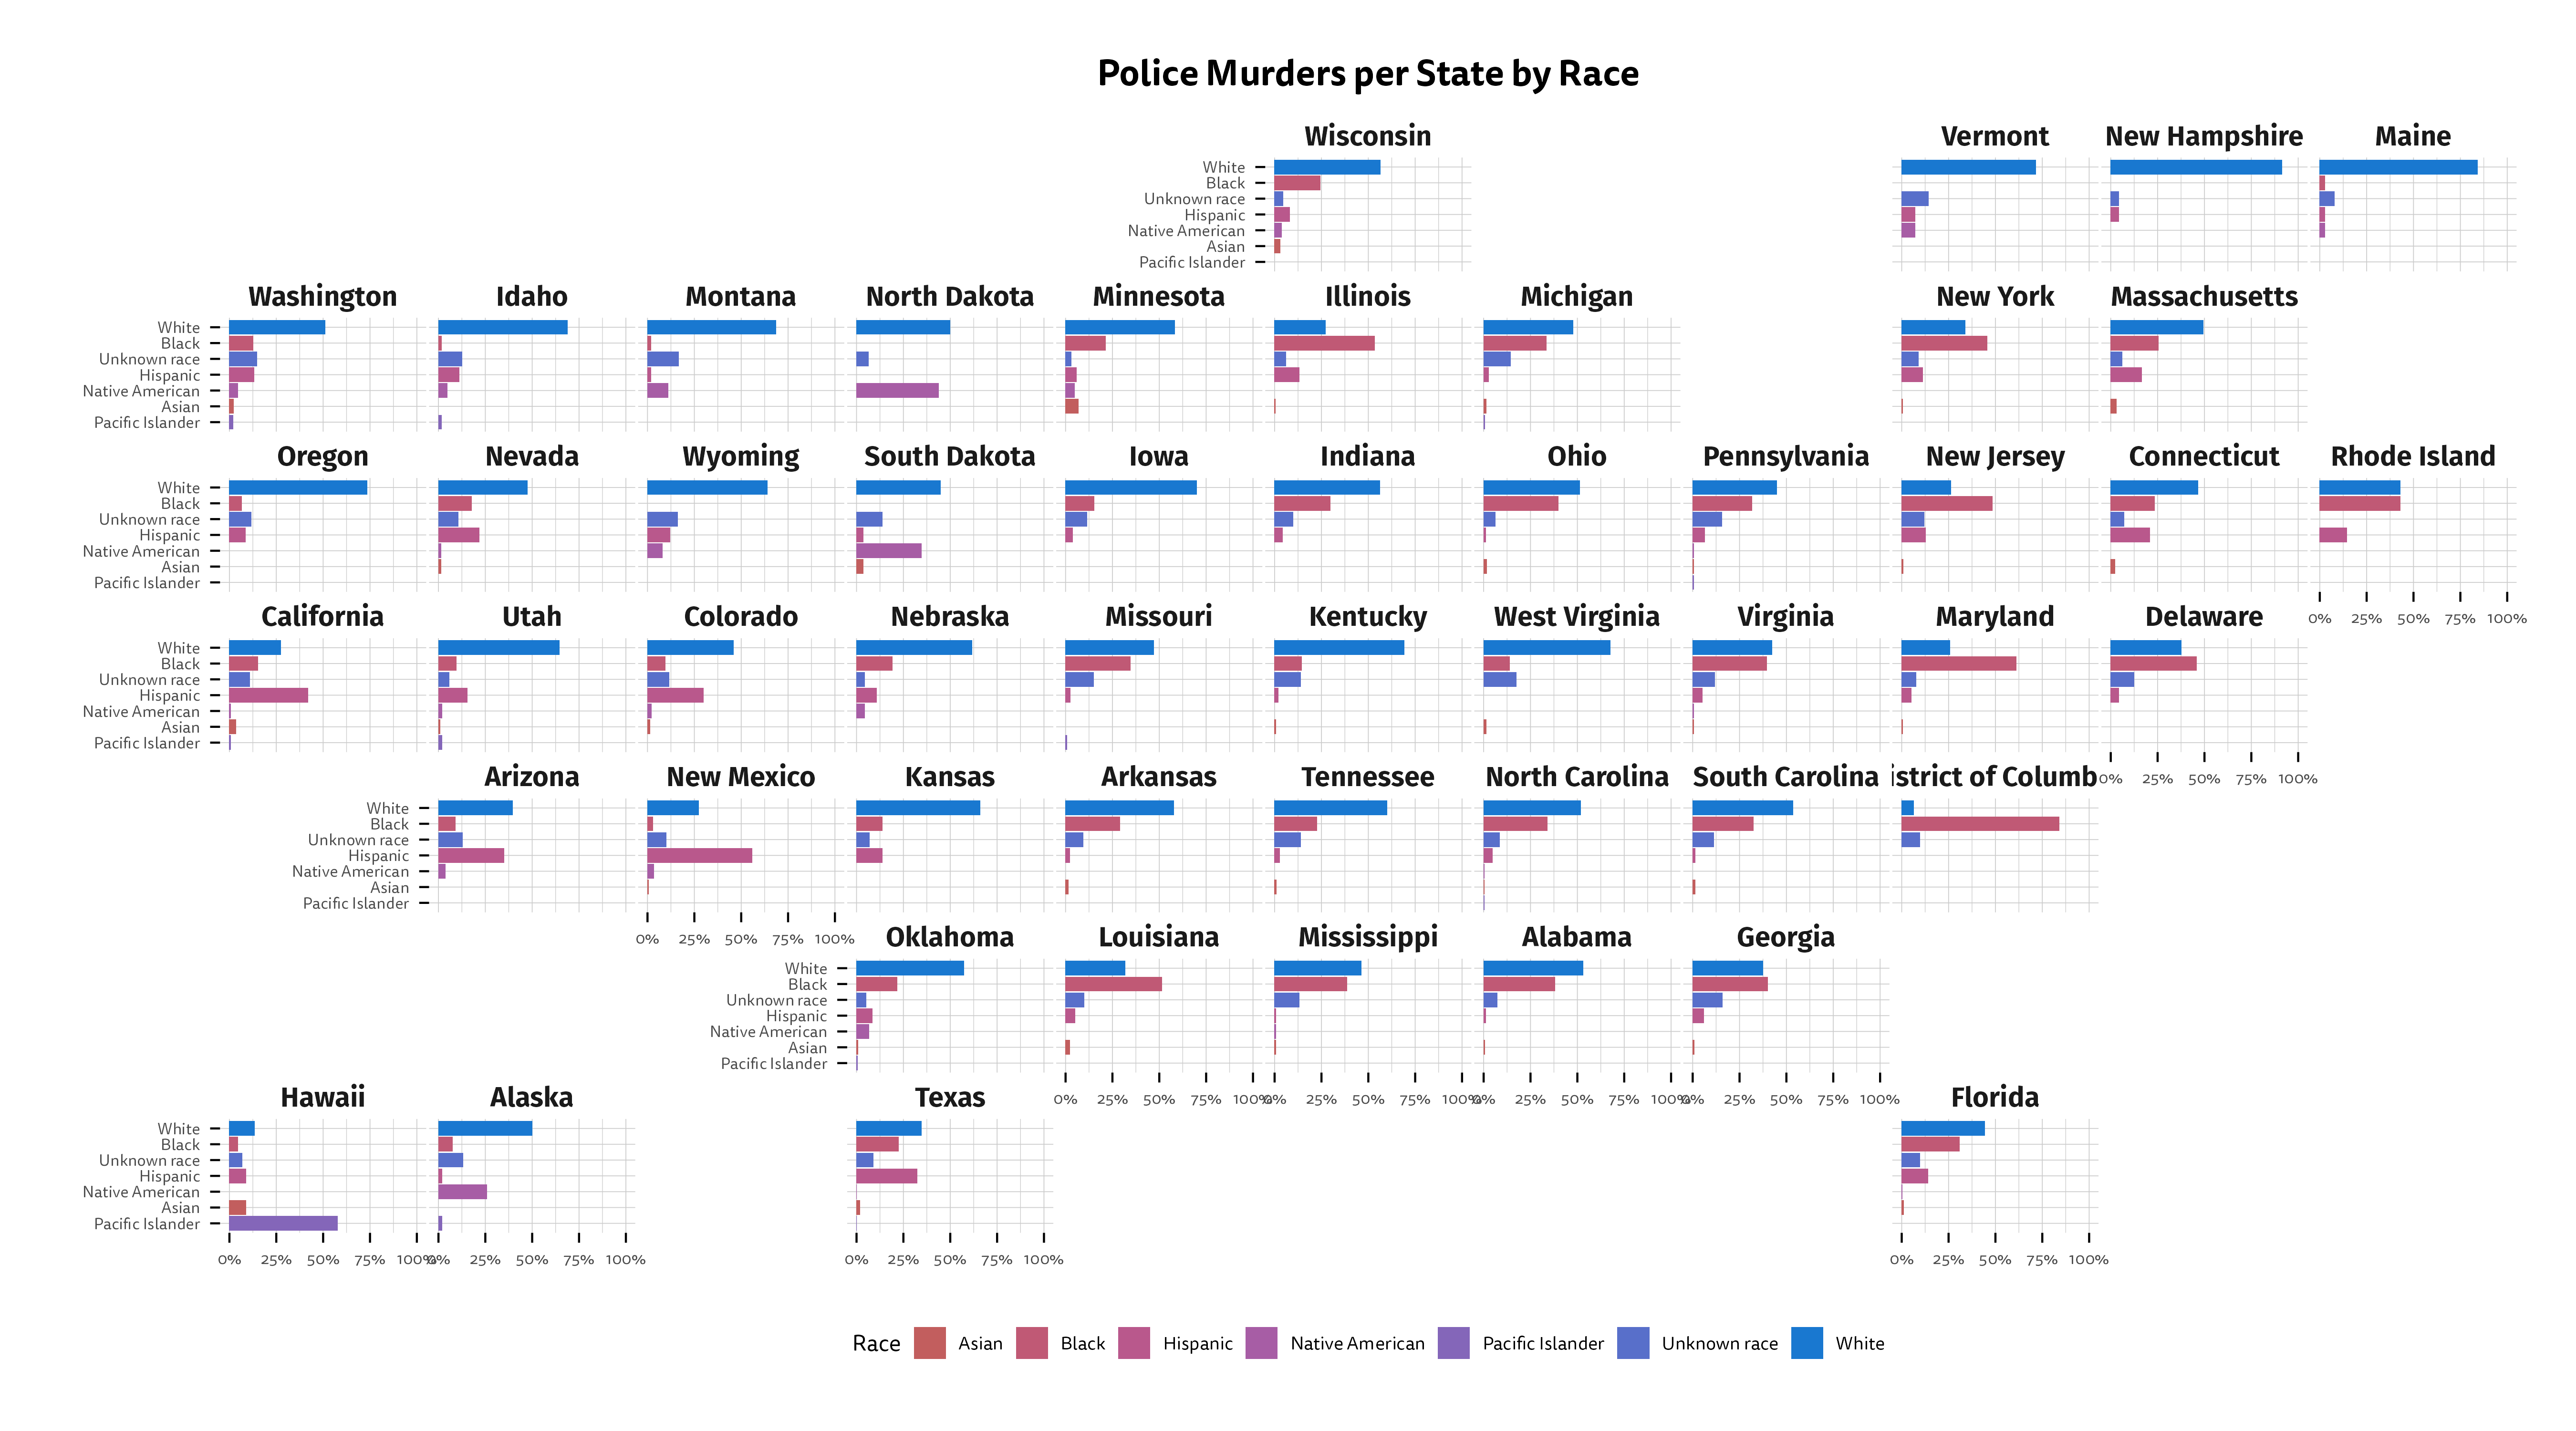 Police Murders per State by Race
Wisconsin
Vermont
New Hampshire
Maine
White
Black
Unknown race
Hispanic
Native American
Asian
Pacific Islander
Washington
Idaho
Montana
North Dakota
Minnesota
Illinois
Michigan
New York
Massachusetts
White
Black
Unknown race
Hispanic
Native American
Asian
Pacific Islander
Oregon
Nevada
Wyoming
South Dakota
Iowa
Indiana
Ohio
Pennsylvania
New Jersey
Connecticut
Rhode Island
White
Black
Unknown race
Hispanic
Native American
Asian
Pacific Islander
0% 25% 50% 75% 100%
California
Utah
Colorado
Nebraska
Missouri
Kentucky
West Virginia
Virginia
Maryland
Delaware
White
Black
Unknown race
Hispanic
Native American
Asian
Pacific Islander
0% 25% 50% 75% 100%
Arizona
New Mexico
Kansas
Arkansas
Tennessee
North Carolina
South Carolina
istrict of Columb
White
Black
Unknown race
Hispanic
Native American
Asian
Pacific Islander
0% 25% 50% 75% 100%
Oklahoma
Louisiana
Mississippi
Alabama
Georgia
White
Black
Unknown race
Hispanic
Native American
Asian
Pacific Islander
0% 25% 50% 75% 100%
0% 25% 50% 75% 100%
0% 25% 50% 75% 100%
0% 25% 50% 75% 100%
Hawaii
Alaska
Texas
Florida
White
Black
Unknown race
Hispanic
Native American
Asian
Pacific Islander
0% 25% 50% 75% 100%
0% 25% 50% 75% 100%
0% 25% 50% 75% 100%
0% 25% 50% 75% 100%
Race Asian Black Hispanic Native American Pacific Islander Unknown race White